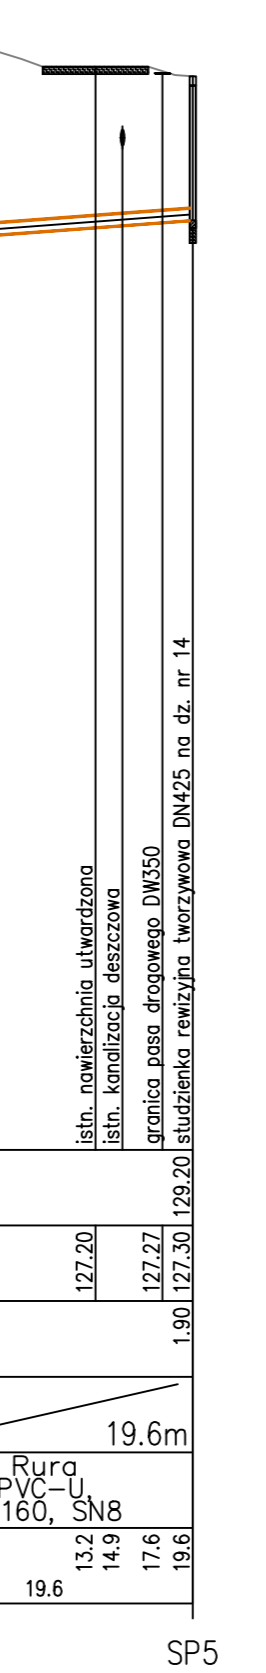 istn. nawierzchnia utwardzona
istn. kanalizacja deszczowa
granica pasa drogowego DW350
studzienka rewizyjna tworzywowa DN425 na dz. nr 14
129.20
127.20
127.27
127.30
1.90
19.6m
Rura
PVC-U,
160, SN8
13.2
14.9
17.6
19.6
19.6
SP5